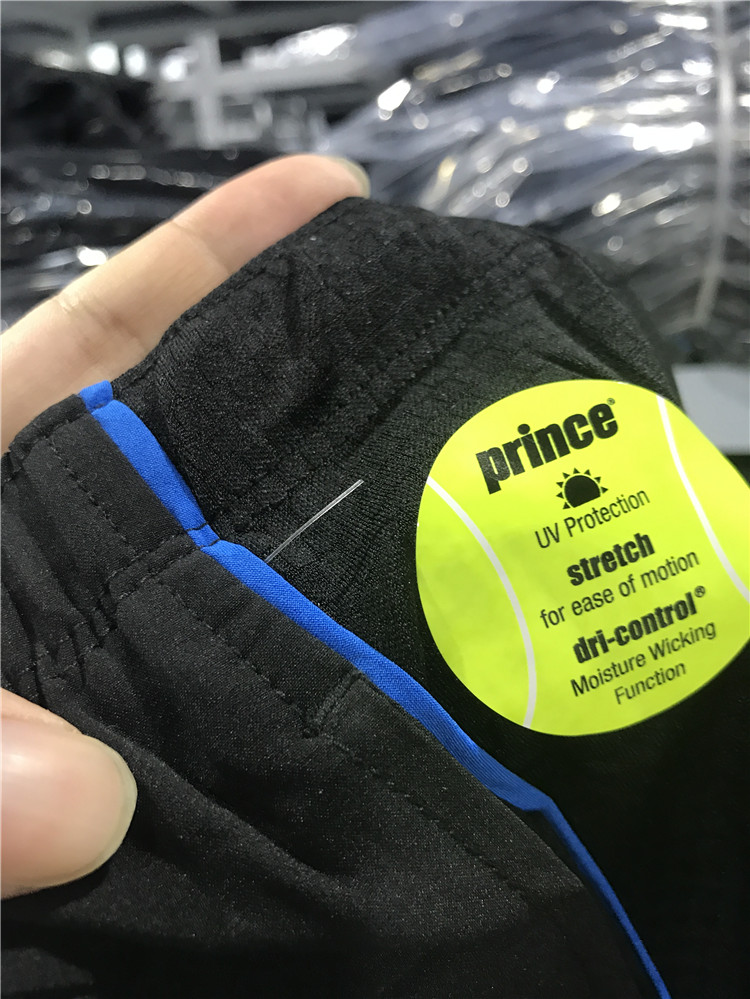 prince®
UV Protection
stretch
for ease of motion
dri-control®
Moisture Wicking
Function